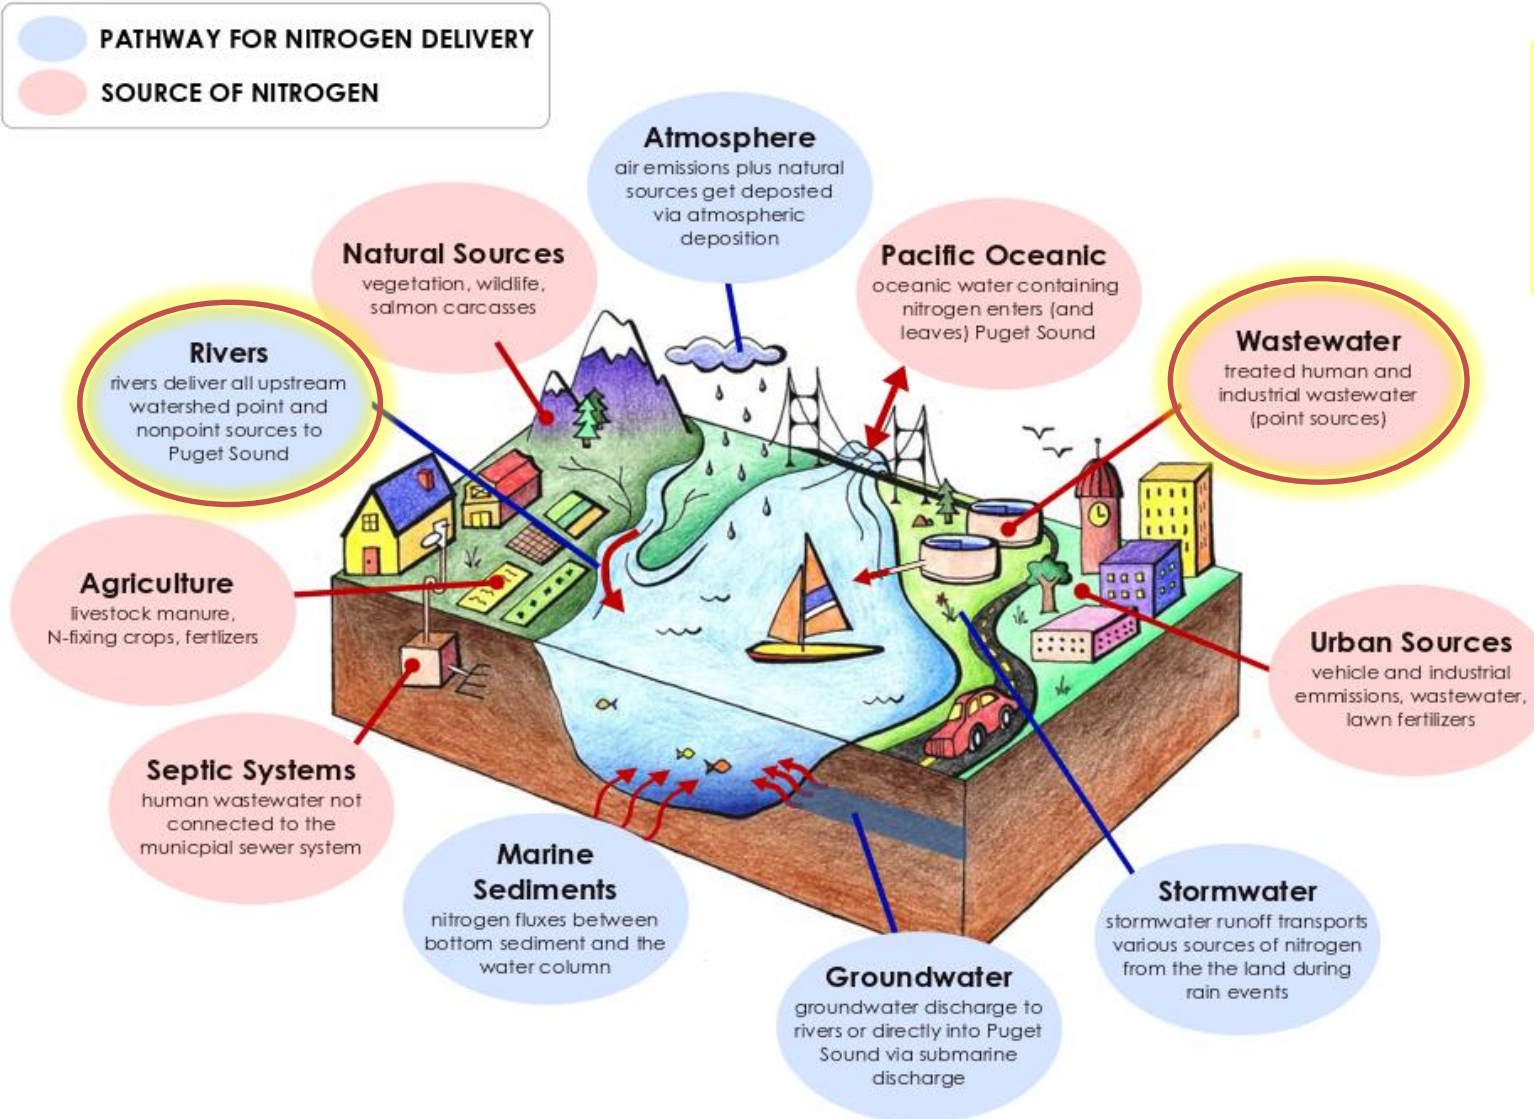 PATHWAY FOR NITROGEN DELIVERY
SOURCE OF NITROGEN
Atmosphere
air emissions plus natural
sources get deposted
via atmospheric
deposition
Natural Sources
vegetation, wildlife,
salmon carcasses
Pacific Oceanic
oceanic water containing
nitrogen enters (and
leaves) Puget Sound
Rivers
rivers deliver all upstream
watershed point and
nonpoint sources to
Puget Sound
Wastewater
treated human and
industrial wastewater
(point sources)
Agriculture
livestock manure,
N-fixing crops, fertlizers
Urban Sources
vehicle and industrial
emmissions, wastewater,
lawn fertilizers
Septic Systems
human wastewater not
connected to the
municpial sewer system
Marine
Sediments
nitrogen fluxes between
bottom sediment and the
water column
Stormwater
stormwater runoff transports
various sources of nitrogen
from the the land during
rain events
Groundwater
groundwater discharge to
rivers or directly into Puget
Sound via submarine
discharge